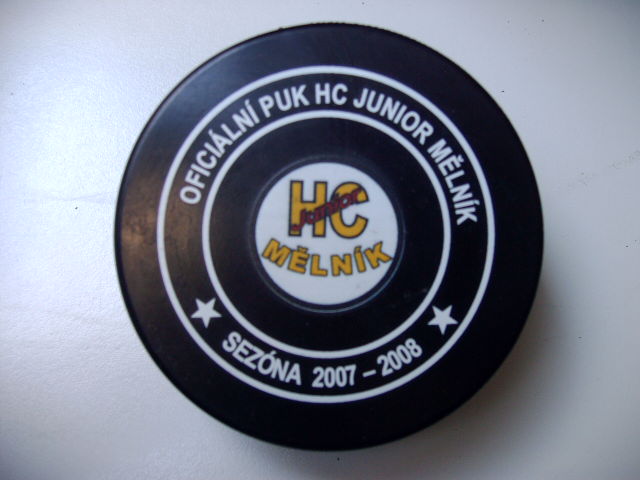 OFICIÁLNÍ PUK HC JUNIOR MĚLNÍK
HC
Junior
MĚLNÍK
SEZÓNA 2007 – 2008